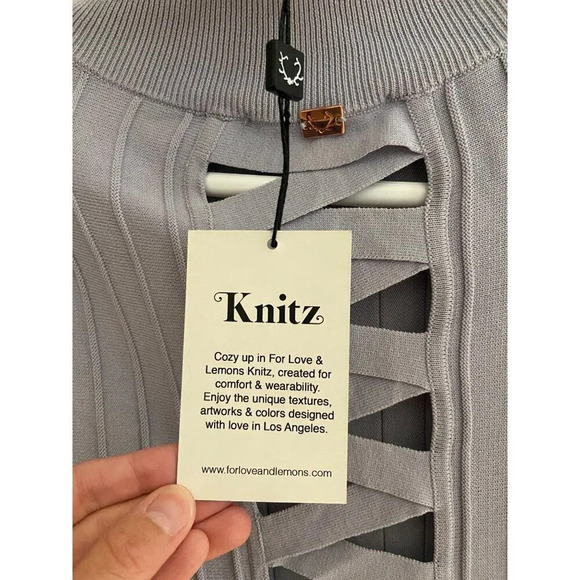 Knitz
Cozy up in For Love &
Lemons Knitz, created for
comfort & wearability.
Enjoy the unique textures,
artworks & colors designed
with love in Los Angeles.
www.forloveandlemons.com